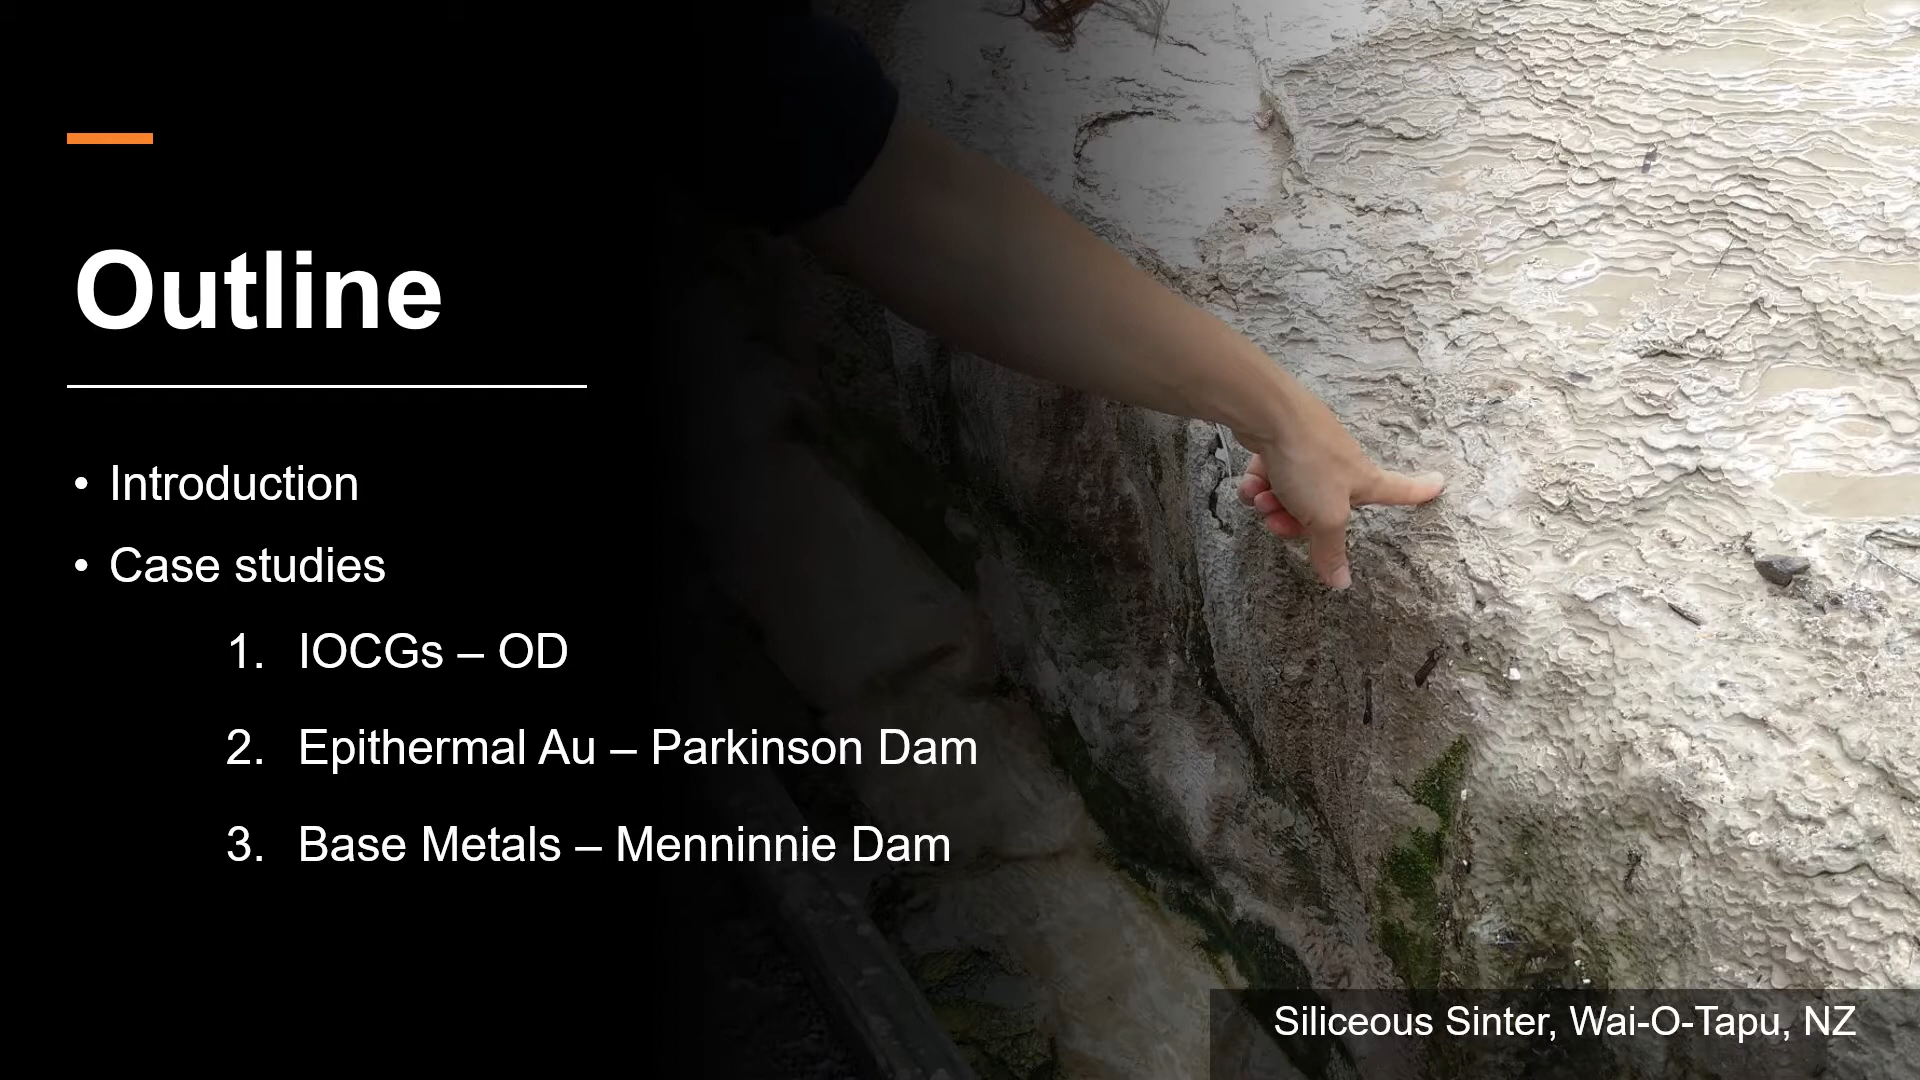 Outline
• Introduction
• Case studies
1. IOCGs – OD
2. Epithermal Au – Parkinson Dam
3. Base Metals – Menninnie Dam
Siliceous Sinter, Wai-O-Tapu, NZ